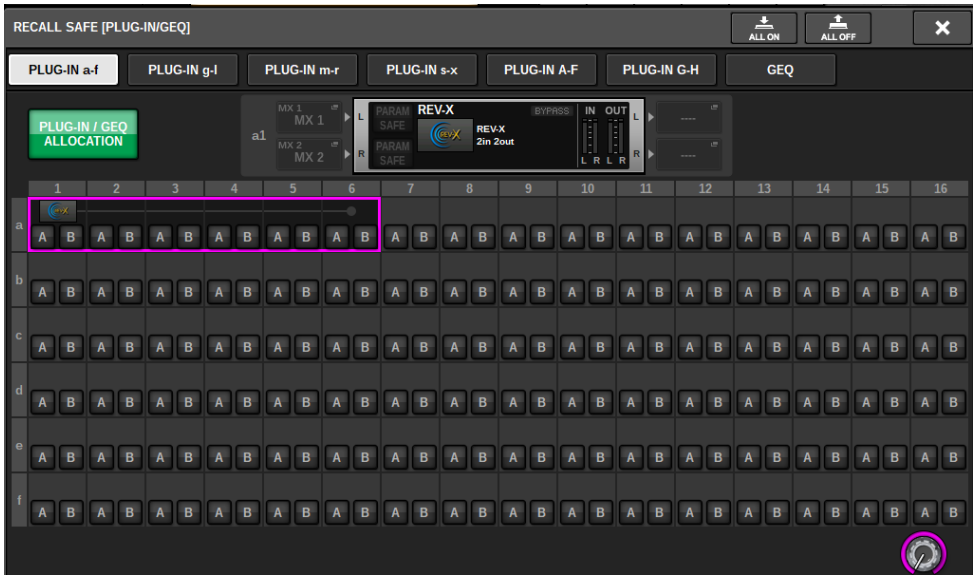 RECALL SAFE [PLUG-IN/GEQ]
ALL ON
ALL OFF
PLUG-IN a-f
PLUG-IN g-l
PLUG-IN m-r
PLUG-IN s-x
PLUG-IN A-F
PLUG-IN G-H
GEQ
PLUG-IN / GEQ
ALLOCATION
a1
MX 1
MX 1
MX 2
MX 2
L
R
PARAM
SAFE
PARAM
SAFE
REV-X
REV-X
REV-X
2in 2out
BYPASS
IN OUT
L R L R
L
R
----
----
1 2 3 4 5 6 7 8 9 10 11 12 13 14 15 16
REV-X
a A B A B A B A B A B A B A B A B A B A B A B A B A B A B A B A B
b A B A B A B A B A B A B A B A B A B A B A B A B A B A B A B A B
c A B A B A B A B A B A B A B A B A B A B A B A B A B A B A B A B
d A B A B A B A B A B A B A B A B A B A B A B A B A B A B A B A B
e A B A B A B A B A B A B A B A B A B A B A B A B A B A B A B A B
f A B A B A B A B A B A B A B A B A B A B A B A B A B A B A B A B